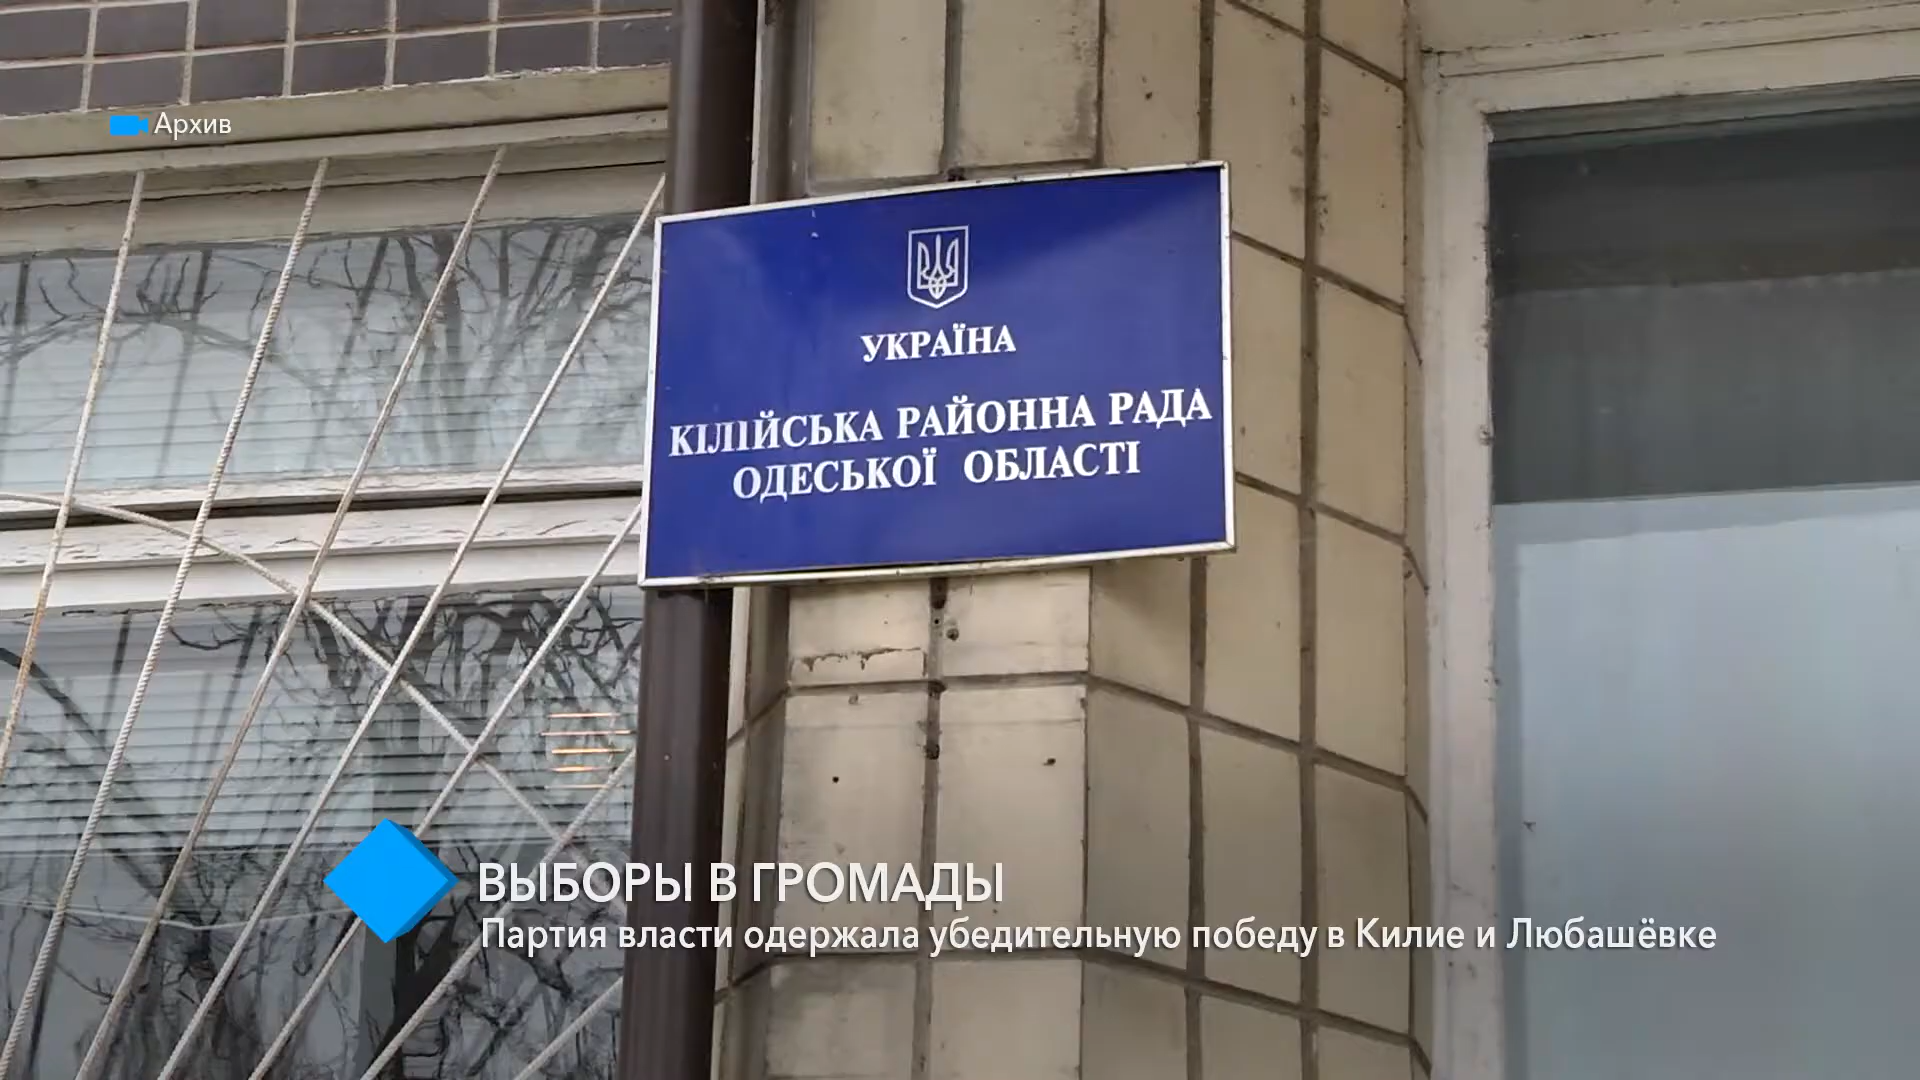 Архив
УКРАЇНА
КІЛІЙСЬКА РАЙОННА РАДА
ОДЕСЬКОЇ ОБЛАСТІ
ВЫБОРЫ В ГРОМАДЫ
Партия власти одержала убедительную победу в Килие и Любашёвке